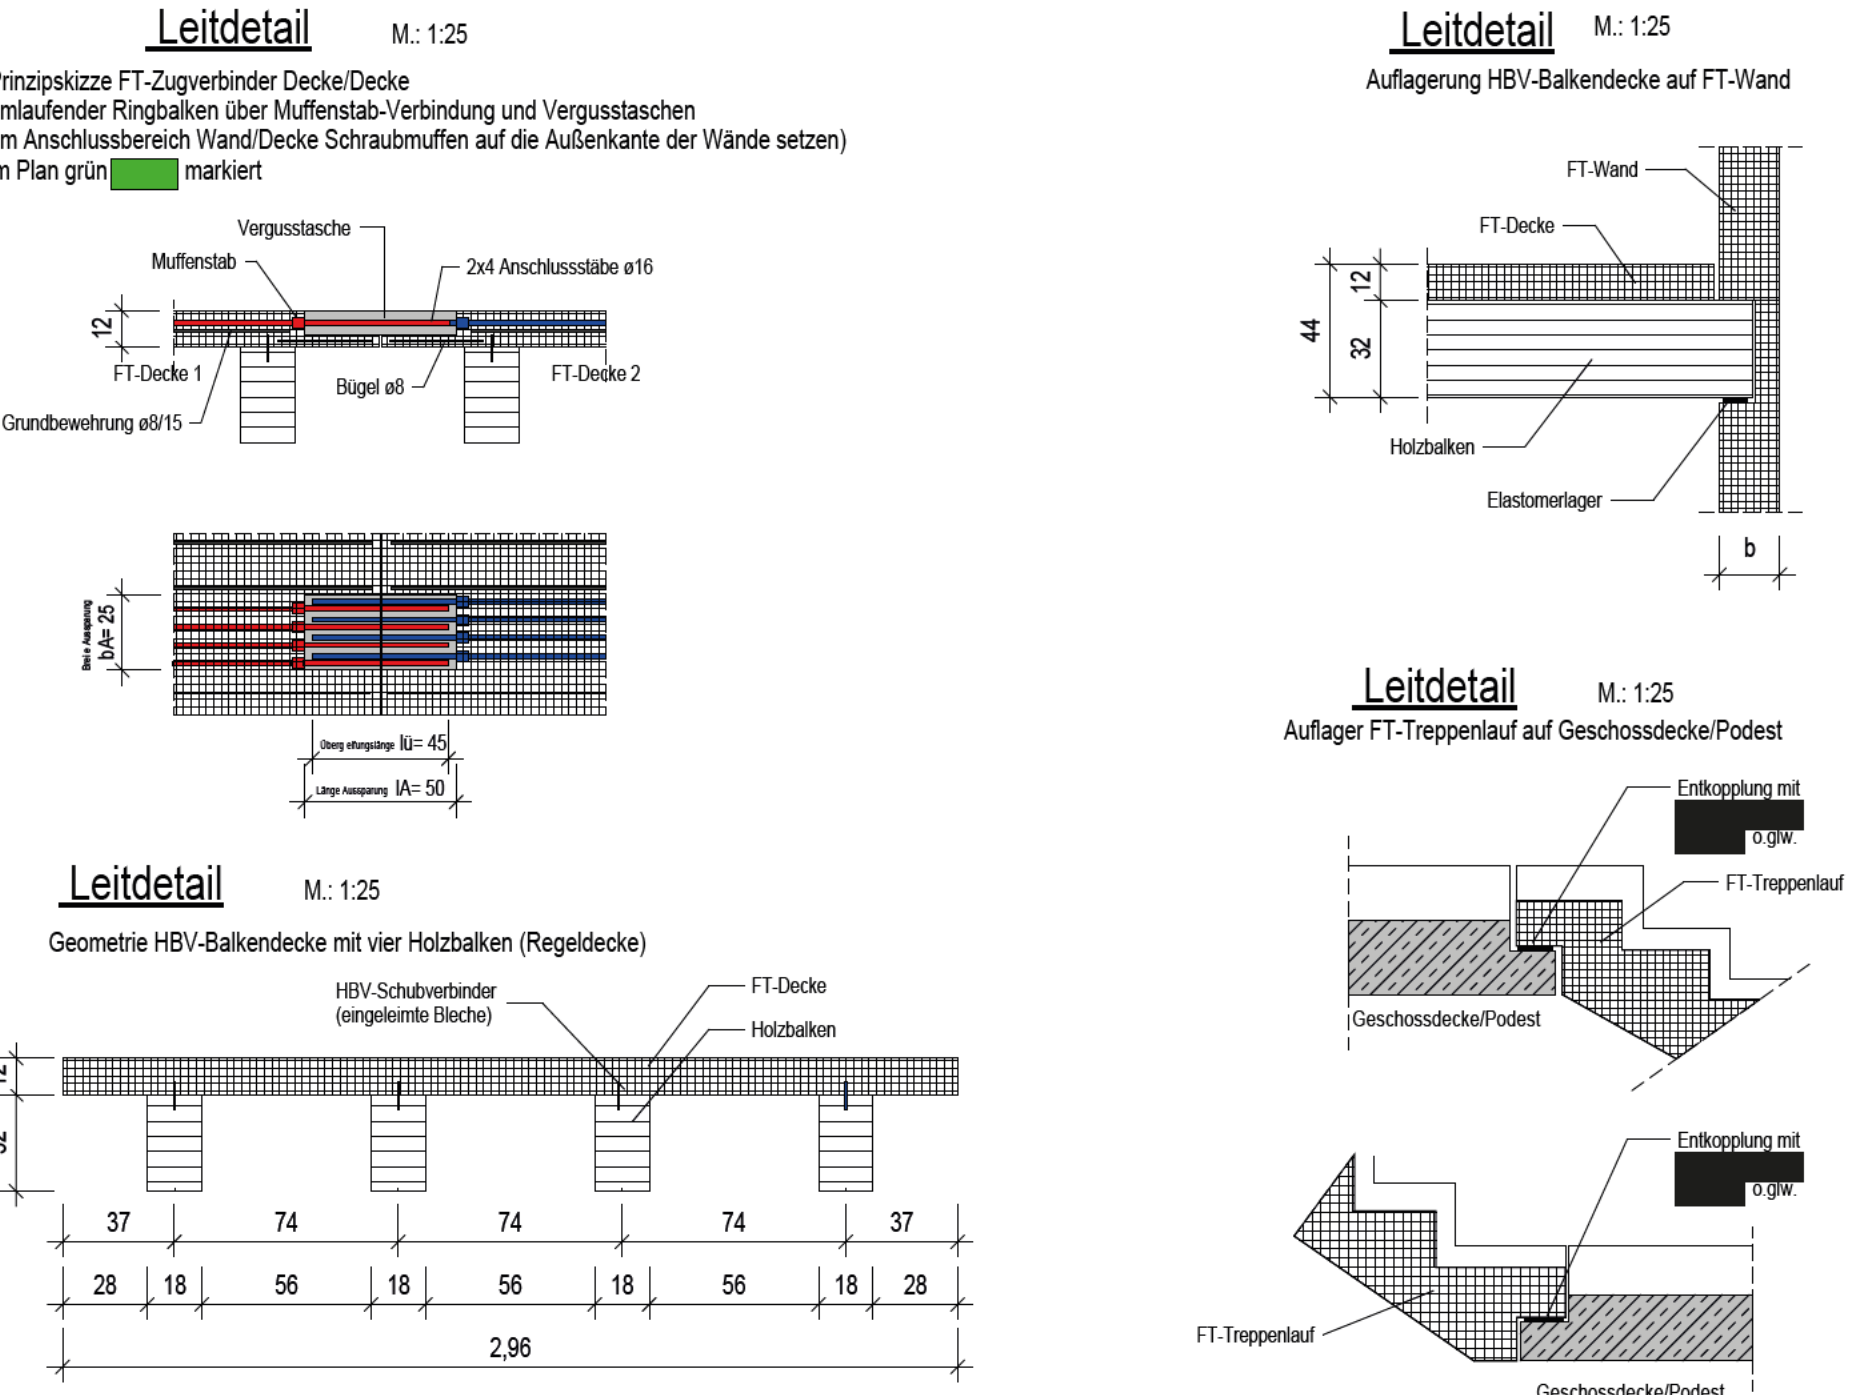 Leitdetail M.: 1:25
Prinzipskizze FT-Zugverbinder Decke/Decke
mlaufender Ringbalken über Muffenstab-Verbindung und Vergusstaschen
m Anschlussbereich Wand/Decke Schraubmuffen auf die Außenkante der Wände setzen)
m Plan grün markiert
Vergusstasche
Muffenstab
2x4 Anschlussstäbe ø16
12
FT-Decke 1
Bügel ø8
FT-Decke 2
Grundbewehrung ø8/15
bA= 25
lü= 45
Länge Aussparung lA= 50
Leitdetail M.: 1:25
Geometrie HBV-Balkendecke mit vier Holzbalken (Regeldecke)
HBV-Schubverbinder
(eingeleimte Bleche)
FT-Decke
Holzbalken
12
32
37 74 74 74 37
28 18 56 18 56 18 56 18 28
2,96
Leitdetail M.: 1:25
Auflagerung HBV-Balkendecke auf FT-Wand
FT-Wand
FT-Decke
12
44
32
Holzbalken
Elastomerlager
b
Leitdetail M.: 1:25
Auflager FT-Treppenlauf auf Geschossdecke/Podest
Entkopplung mit
o.glw.
FT-Treppenlauf
Geschossdecke/Podest
Entkopplung mit
o.glw.
FT-Treppenlauf
Geschossdecke/Podest